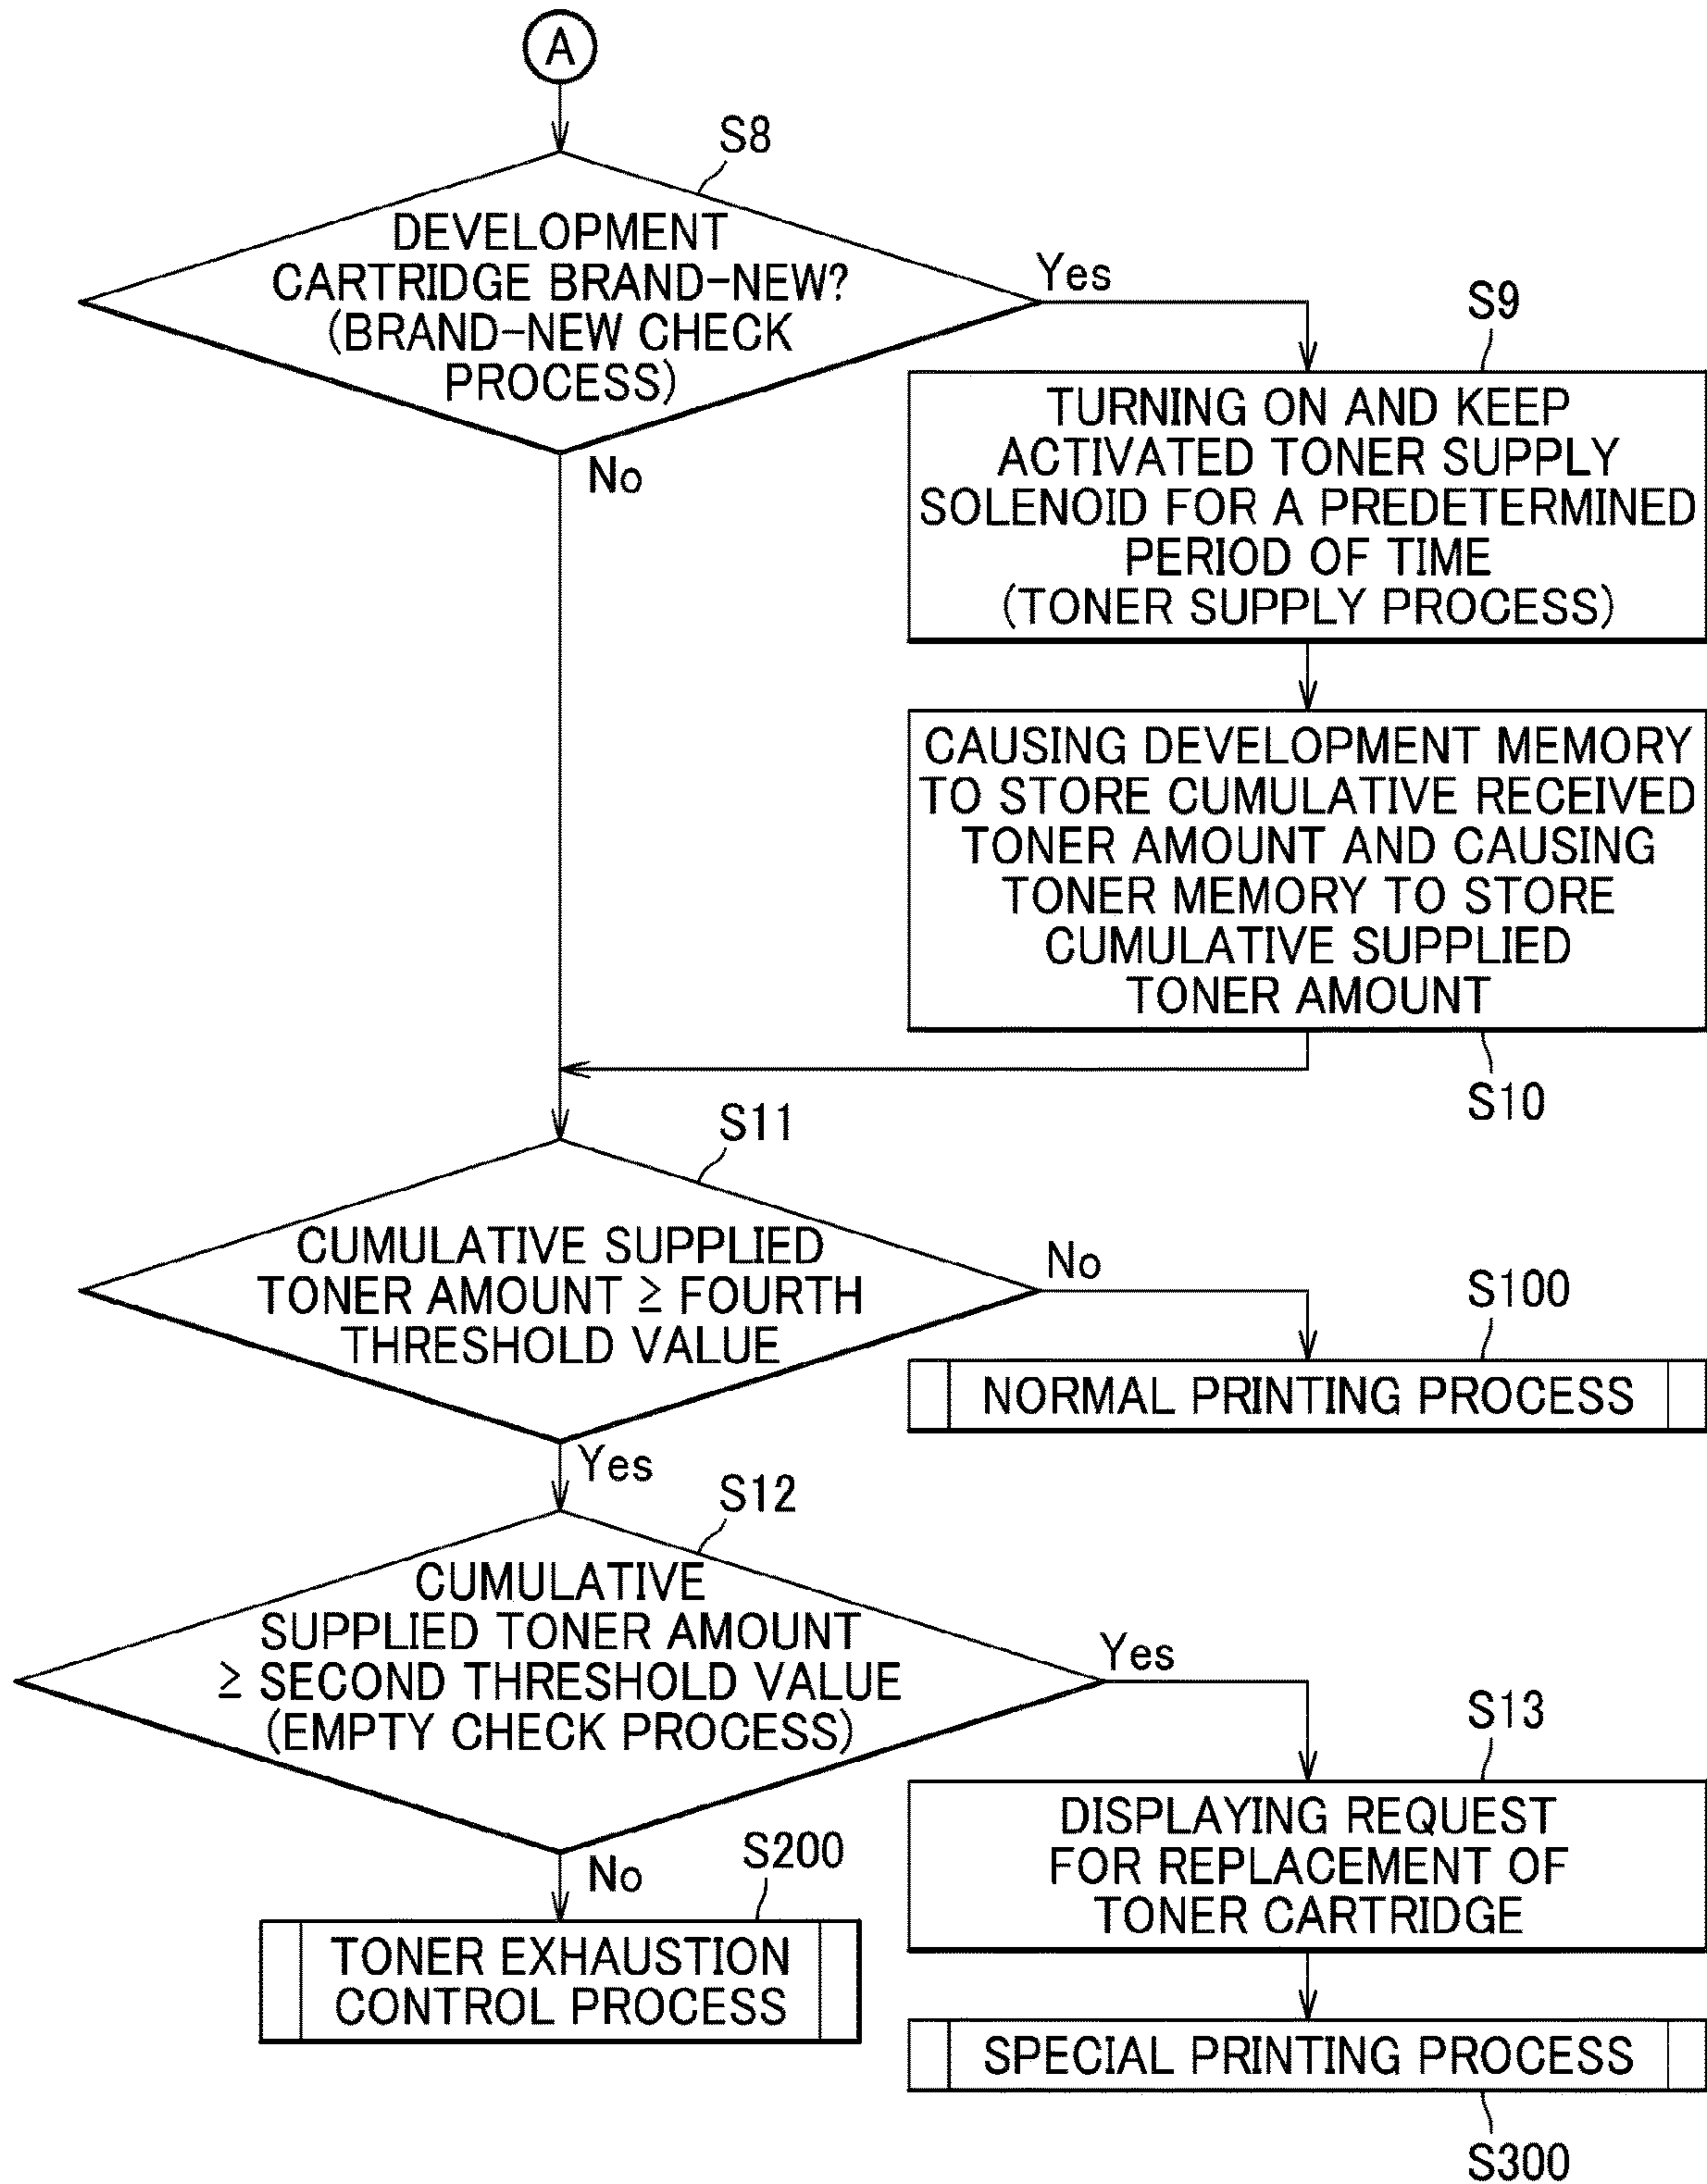 A
S8
DEVELOPMENT
CARTRIDGE BRAND-NEW?
(BRAND-NEW CHECK
PROCESS)
Yes
No
S9
TURNING ON AND KEEP
ACTIVATED TONER SUPPLY
SOLENOID FOR A PREDETERMINED
PERIOD OF TIME
(TONER SUPPLY PROCESS)
CAUSING DEVELOPMENT MEMORY
TO STORE CUMULATIVE RECEIVED
TONER AMOUNT AND CAUSING
TONER MEMORY TO STORE
CUMULATIVE SUPPLIED
TONER AMOUNT
S10
S11
CUMULATIVE SUPPLIED
TONER AMOUNT ≥ FOURTH
THRESHOLD VALUE
No
S100
NORMAL PRINTING PROCESS
Yes
S12
CUMULATIVE
SUPPLIED TONER AMOUNT
≥ SECOND THRESHOLD VALUE
(EMPTY CHECK PROCESS)
Yes
S13
DISPLAYING REQUEST
FOR REPLACEMENT OF
TONER CARTRIDGE
No
S200
TONER EXHAUSTION
CONTROL PROCESS
SPECIAL PRINTING PROCESS
S300